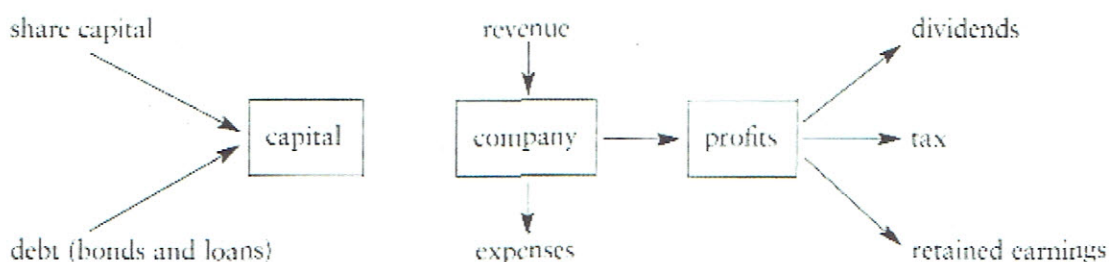 share capital
revenue
dividends
capital
company
profits
tax
debt (bonds and loans)
expenses
retained earnings